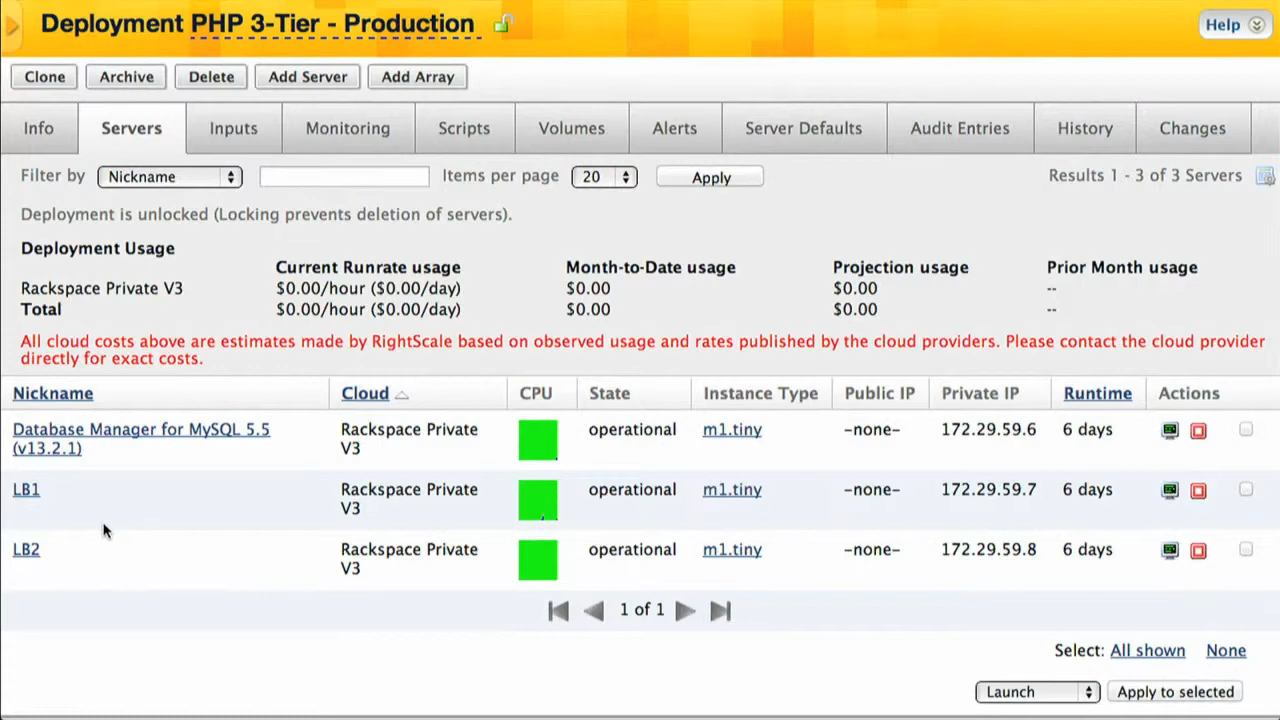 Deployment PHP 3-Tier - Production
Help
Clone Archive Delete Add Server Add Array
Info Servers Inputs Monitoring Scripts Volumes Alerts Server Defaults Audit Entries History Changes
Filter by Nickname Items per page 20 Apply Results 1 - 3 of 3 Servers
Deployment is unlocked (Locking prevents deletion of servers).
Deployment Usage
Current Runrate usage Month-to-Date usage Projection usage Prior Month usage
Rackspace Private V3 $0.00/hour ($0.00/day) $0.00 $0.00 --
Total $0.00/hour ($0.00/day) $0.00 $0.00 --
All cloud costs above are estimates made by RightScale based on observed usage and rates published by the cloud providers. Please contact the cloud provider
directly for exact costs.
Nickname Cloud CPU State Instance Type Public IP Private IP Runtime Actions
Database Manager for MySQL 5.5 Rackspace Private operational m1.tiny -none- 172.29.59.6 6 days
(v13.2.1) V3
LB1 Rackspace Private operational m1.tiny -none- 172.29.59.7 6 days
V3
LB2 Rackspace Private operational m1.tiny -none- 172.29.59.8 6 days
V3
1 of 1
Select: All shown None
Launch Apply to selected